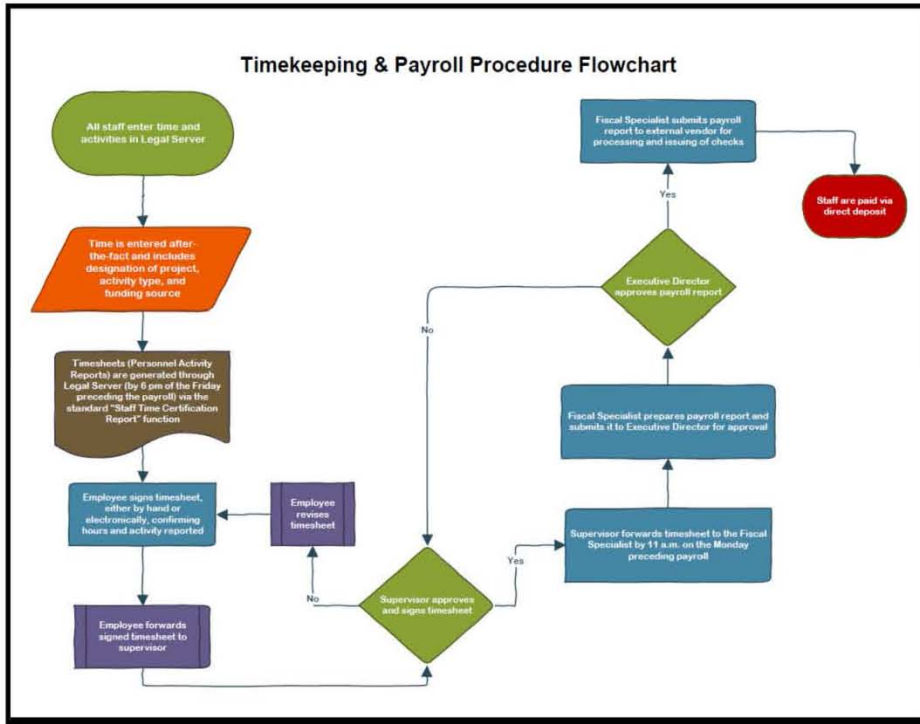 Timekeeping & Payroll Procedure Flowchart
All staff enter time and
activities in Legal Server
Time is entered after-
the-fact and includes
designation of project,
activity type, and
funding source
Timesheets (Personnel Activity
Reports) are generated through
Legal Server (by 6 pm of the Friday
preceding the payroll) via the
standard "Staff Time Certification
Report" function
Employee signs timesheet,
either by hand or
electronically, confirming
hours and activity reported
Employee forwards
signed timesheet to
supervisor
Employee
revises
timesheet
No
Supervisor approves
and signs timesheet
Yes
Supervisor forwards timesheet to the Fiscal
Specialist by 11 a.m. on the Monday
preceding payroll
Fiscal Specialist prepares payroll report and
submits it to Executive Director for approval
Executive Director
approves payroll report
No
Yes
Fiscal Specialist submits payroll
report to external vendor for
processing and issuing of checks
Staff are paid via
direct deposit